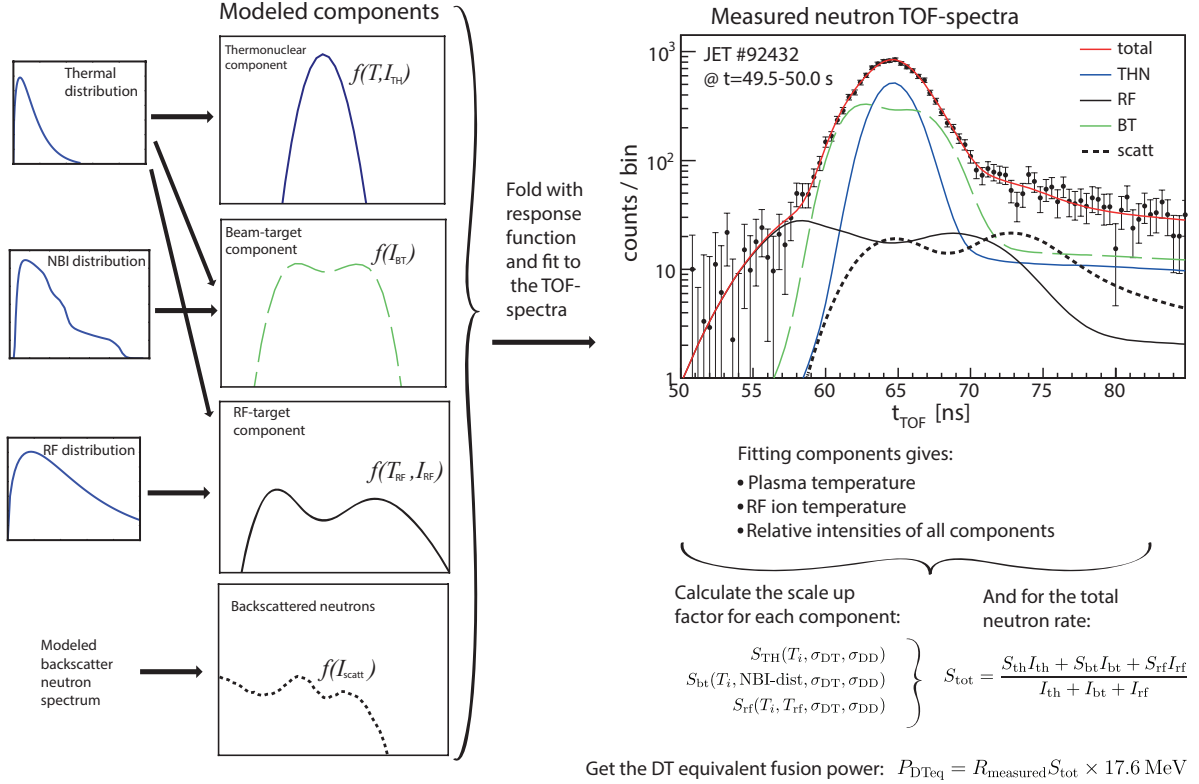 Modeled components
Thermal
distribution
Thermonuclear
component
f(T,I_TH)
NBI distribution
Beam-target
component
f(I_BT)
RF distribution
RF-target
component
f(T_RF ,I_RF)
Modeled
backscatter
neutron
spectrum
Backscattered neutrons
f(I_scatt)
Fold with
response
function
and fit to
the TOF-
spectra
Measured neutron TOF-spectra
JET #92432
@ t=49.5-50.0 s
total
THN
RF
BT
scatt
counts / bin
10^3
10^2
10
1
50 55 60 65 70 75 80
t_TOF [ns]
Fitting components gives:
• Plasma temperature
• RF ion temperature
• Relative intensities of all components
Calculate the scale up
factor for each component:
S_TH(T_i, σ_DT, σ_DD)
S_bt(T_i, NBI-dist, σ_DT, σ_DD)
S_rf(T_i, T_rf, σ_DT, σ_DD)
And for the total
neutron rate:
S_tot = (S_th I_th + S_bt I_bt + S_rf I_rf) / (I_th + I_bt + I_rf)
Get the DT equivalent fusion power: P_DTeq = R_measured S_tot × 17.6 MeV